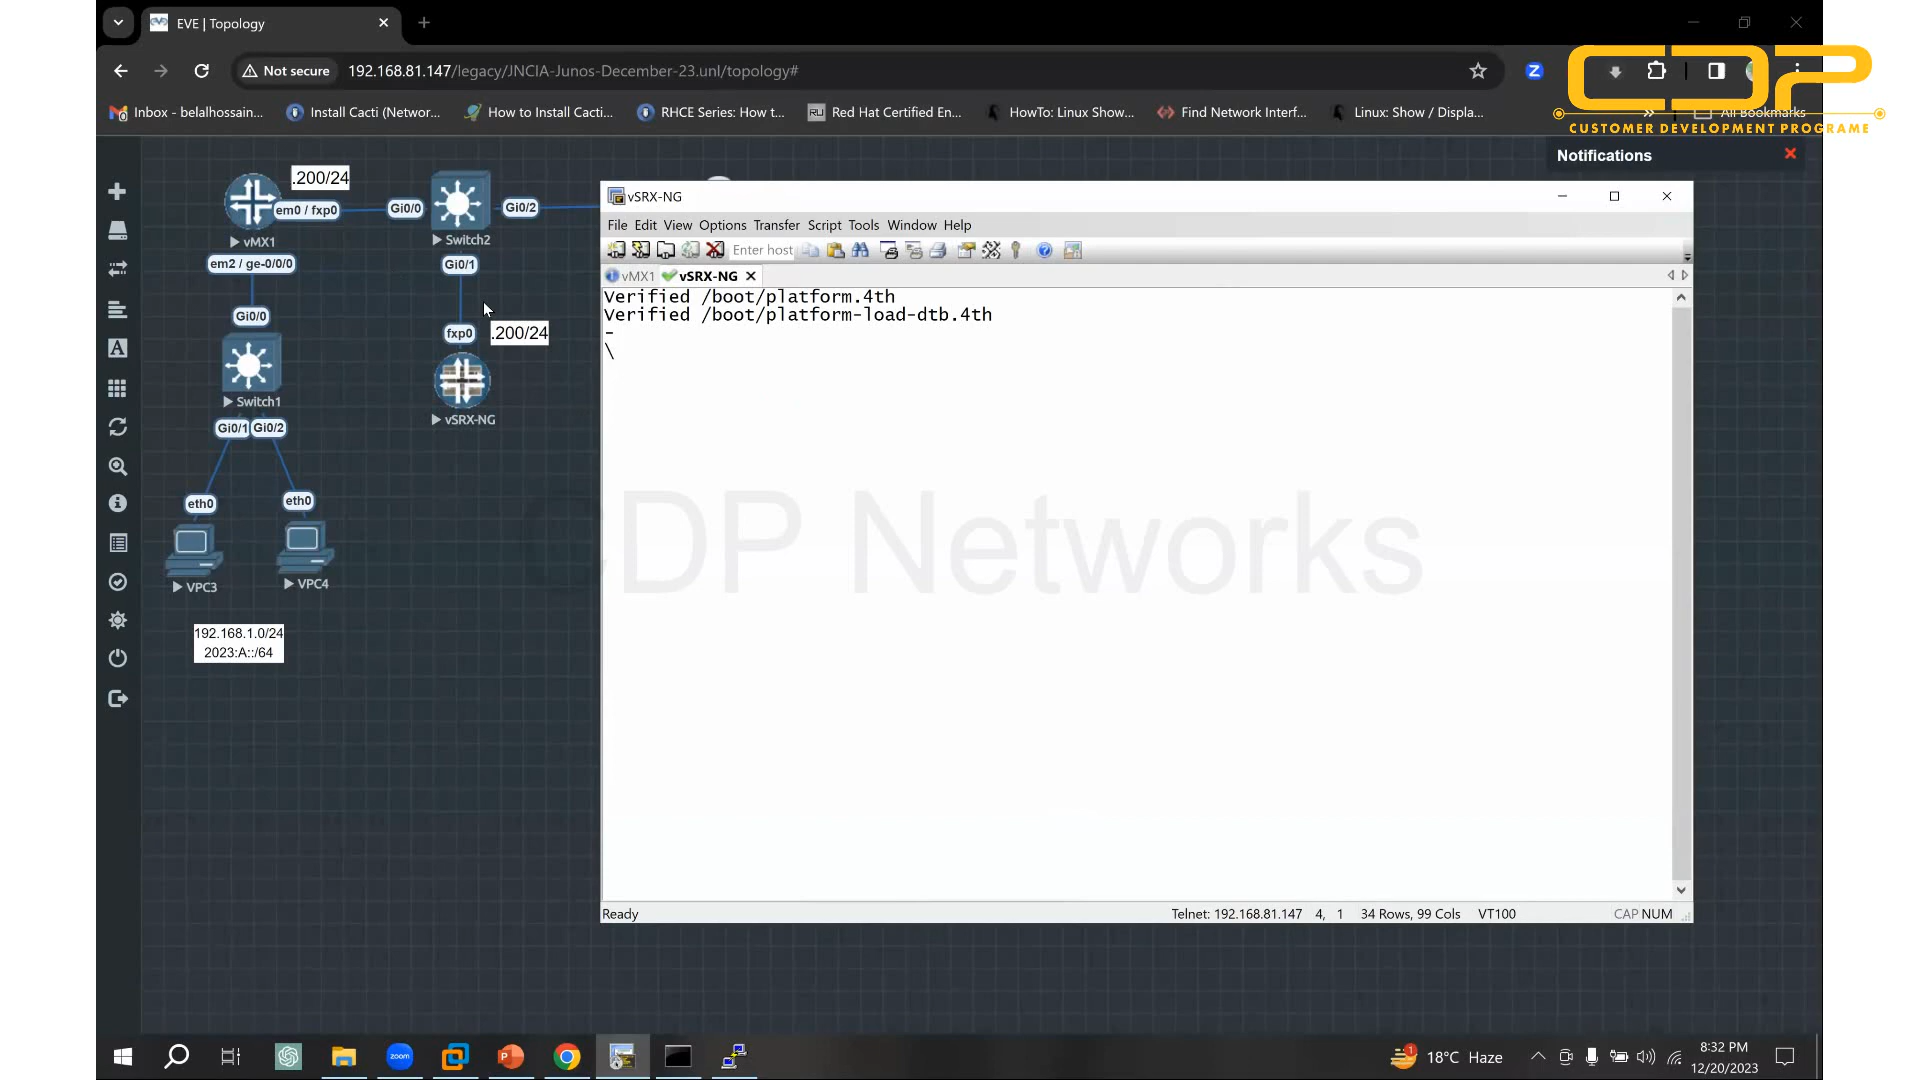 EVE | Topology
Not secure
192.168.81.147/legacy/JNCIA-Junos-December-23.unl/topology#
Inbox - belalhossain...
Install Cacti (Networ...
How to Install Cacti...
RHCE Series: How t...
RU
Red Hat Certified En...
HowTo: Linux Show...
Find Network Interf...
Linux: Show / Displa...
All Bookmarks
CDP
CUSTOMER DEVELOPMENT PROGRAME
Notifications
.200/24
em0 / fxp0
vMX1
em2 / ge-0/0/0
Gi0/0
Switch2
Gi0/2
Gi0/1
fxp0
.200/24
vSRX-NG
Gi0/0
Switch1
Gi0/1
Gi0/2
eth0
eth0
VPC3
VPC4
192.168.1.0/24
2023:A::/64
vSRX-NG
File Edit View Options Transfer Script Tools Window Help
Enter host
vMX1
vSRX-NG
Verified /boot/platform.4th
Verified /boot/platform-load-dtb.4th
-
\
CDP Networks
Ready
Telnet: 192.168.81.147
4, 1
34 Rows, 99 Cols
VT100
CAP NUM
zoom
18°C Haze
8:32 PM
12/20/2023